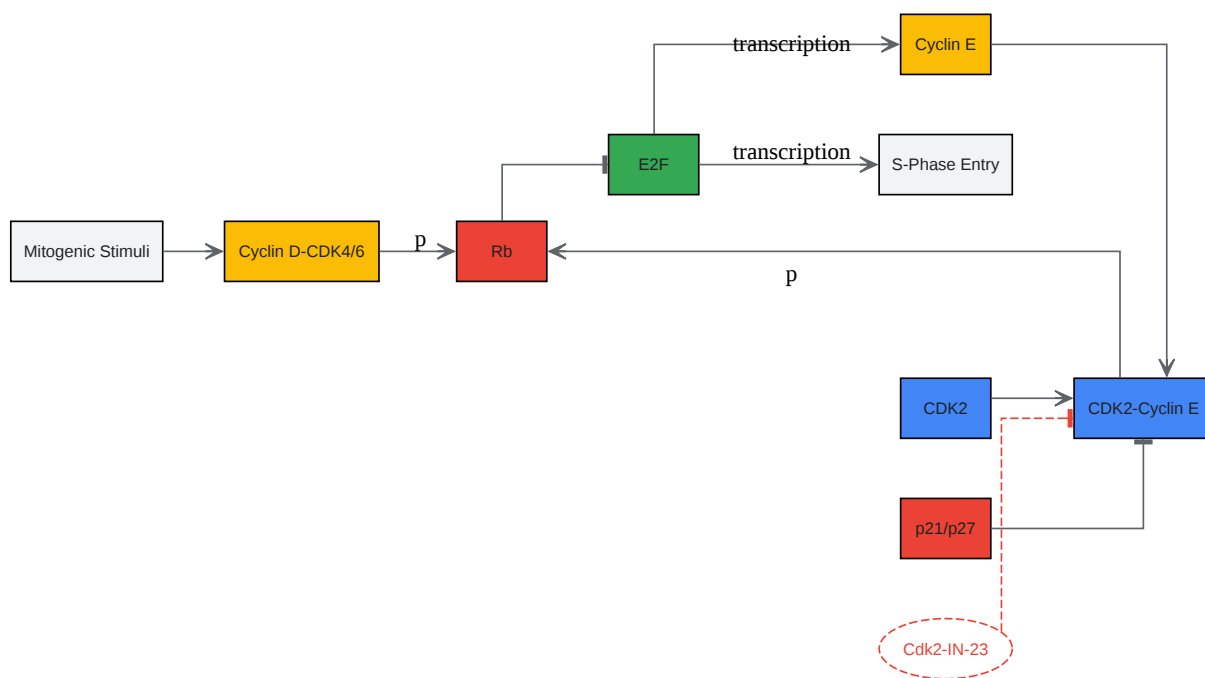 transcription
Cyclin E
E2F
transcription
S-Phase Entry
Mitogenic Stimuli
Cyclin D-CDK4/6
p
Rb
p
CDK2
CDK2-Cyclin E
p21/p27
Cdk2-IN-23